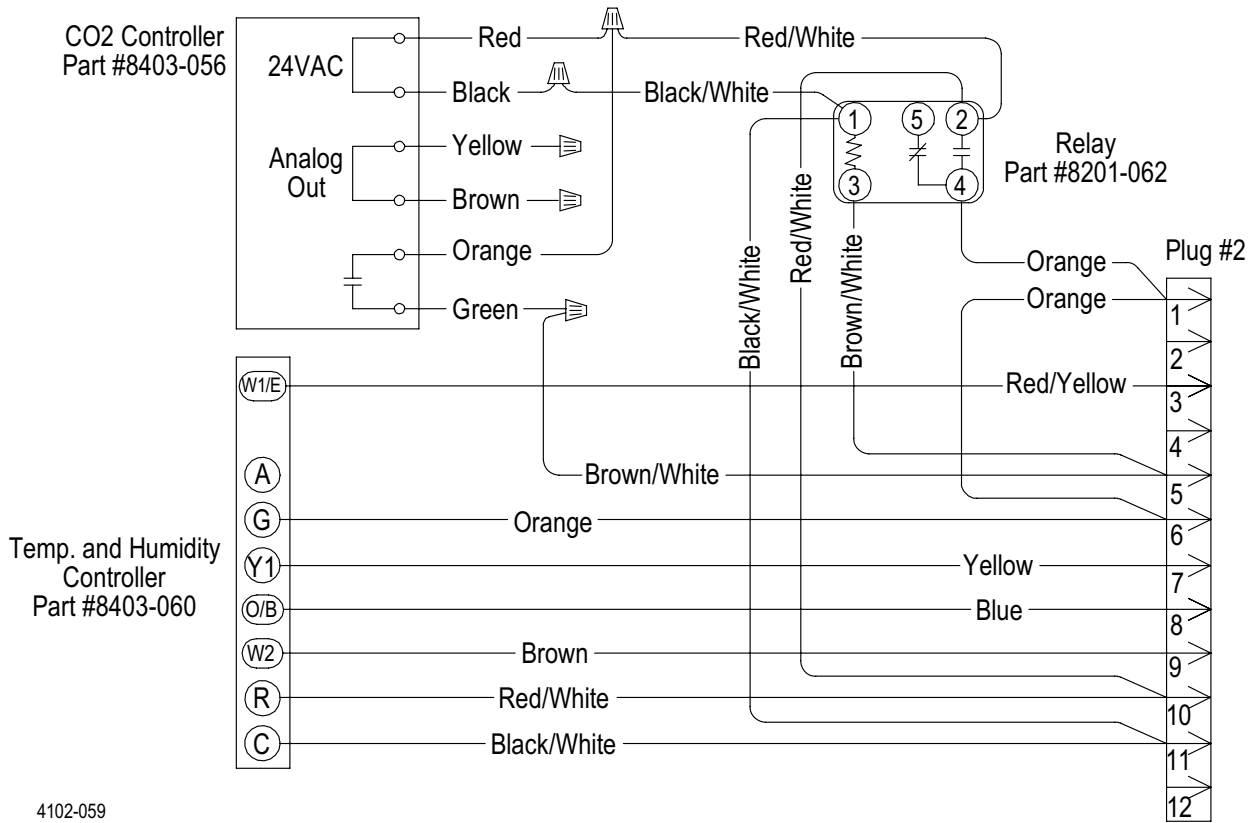 CO2 Controller
Part #8403-056
24VAC
Red
Red/White
Black
Black/White
Analog
Out
Yellow
Brown
Orange
Green
1
5
2
3
4
Relay
Part #8201-062
Black/White
Red/White
Brown/White
Orange
Orange
Plug #2
1
2
3
4
5
6
7
8
9
10
11
12
Temp. and Humidity
Controller
Part #8403-060
W1/E
Red/Yellow
A
Brown/White
G
Orange
Y1
Yellow
O/B
Blue
W2
Brown
R
Red/White
C
Black/White
4102-059